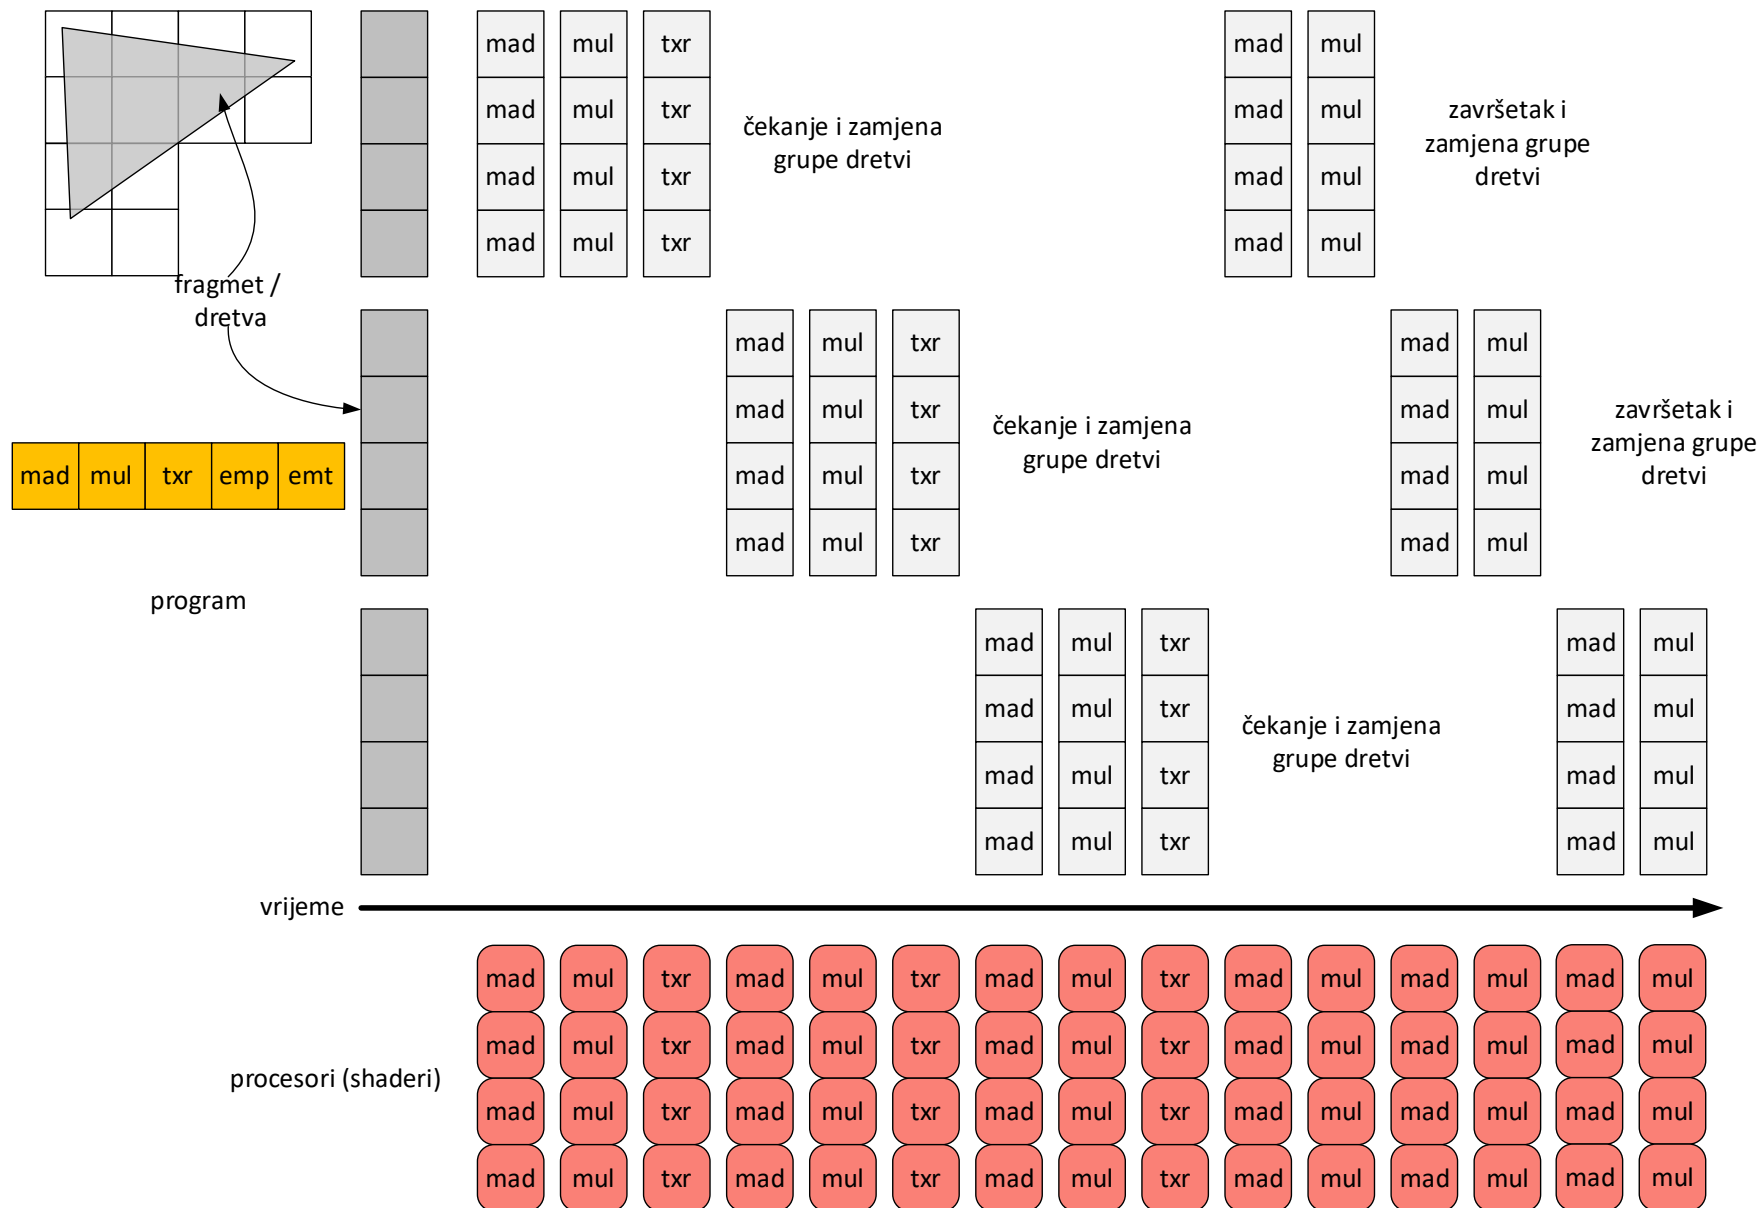 mad mul txr
mad mul txr
mad mul txr
mad mul txr
čekanje i zamjena
grupe dretvi
mad mul
mad mul
mad mul
mad mul
završetak i
zamjena grupe
dretvi
fragmet /
dretva
mad mul txr
mad mul txr
mad mul txr
mad mul txr
čekanje i zamjena
grupe dretvi
mad mul
mad mul
mad mul
mad mul
završetak i
zamjena grupe
dretvi
mad mul txr emp emt
program
mad mul txr
mad mul txr
mad mul txr
mad mul txr
čekanje i zamjena
grupe dretvi
mad mul
mad mul
mad mul
mad mul
vrijeme
mad mul txr mad mul txr mad mul txr mad mul mad mul mad mul
mad mul txr mad mul txr mad mul txr mad mul mad mul mad mul
procesori (shaderi)
mad mul txr mad mul txr mad mul txr mad mul mad mul mad mul
mad mul txr mad mul txr mad mul txr mad mul mad mul mad mul